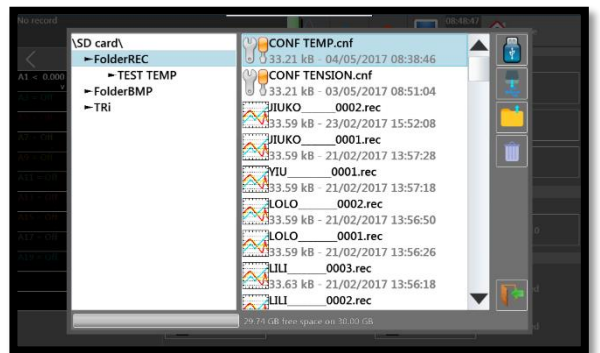 No record
08:48:47
\SD card\
►FolderREC
►TEST TEMP
►FolderBMP
►TRi
A1 < 0.000
CONF TEMP.cnf
33.21 kB - 04/05/2017 08:38:46
CONF TENSION.cnf
33.21 kB - 03/04/2017 08:51:04
JIUKO_____0002.rec
33.59 kB - 23/02/2017 15:52:08
JIUKO_____0001.rec
33.59 kB - 21/02/2017 13:57:28
YIU_______0001.rec
33.59 kB - 21/02/2017 13:57:18
LOLO______0002.rec
33.59 kB - 21/02/2017 13:56:50
LOLO______0001.rec
33.59 kB - 21/02/2017 13:56:26
LILI______0003.rec
33.63 kB - 21/02/2017 13:56:18
LILI______0002.rec
29.74 GB free space on 30.00 GB